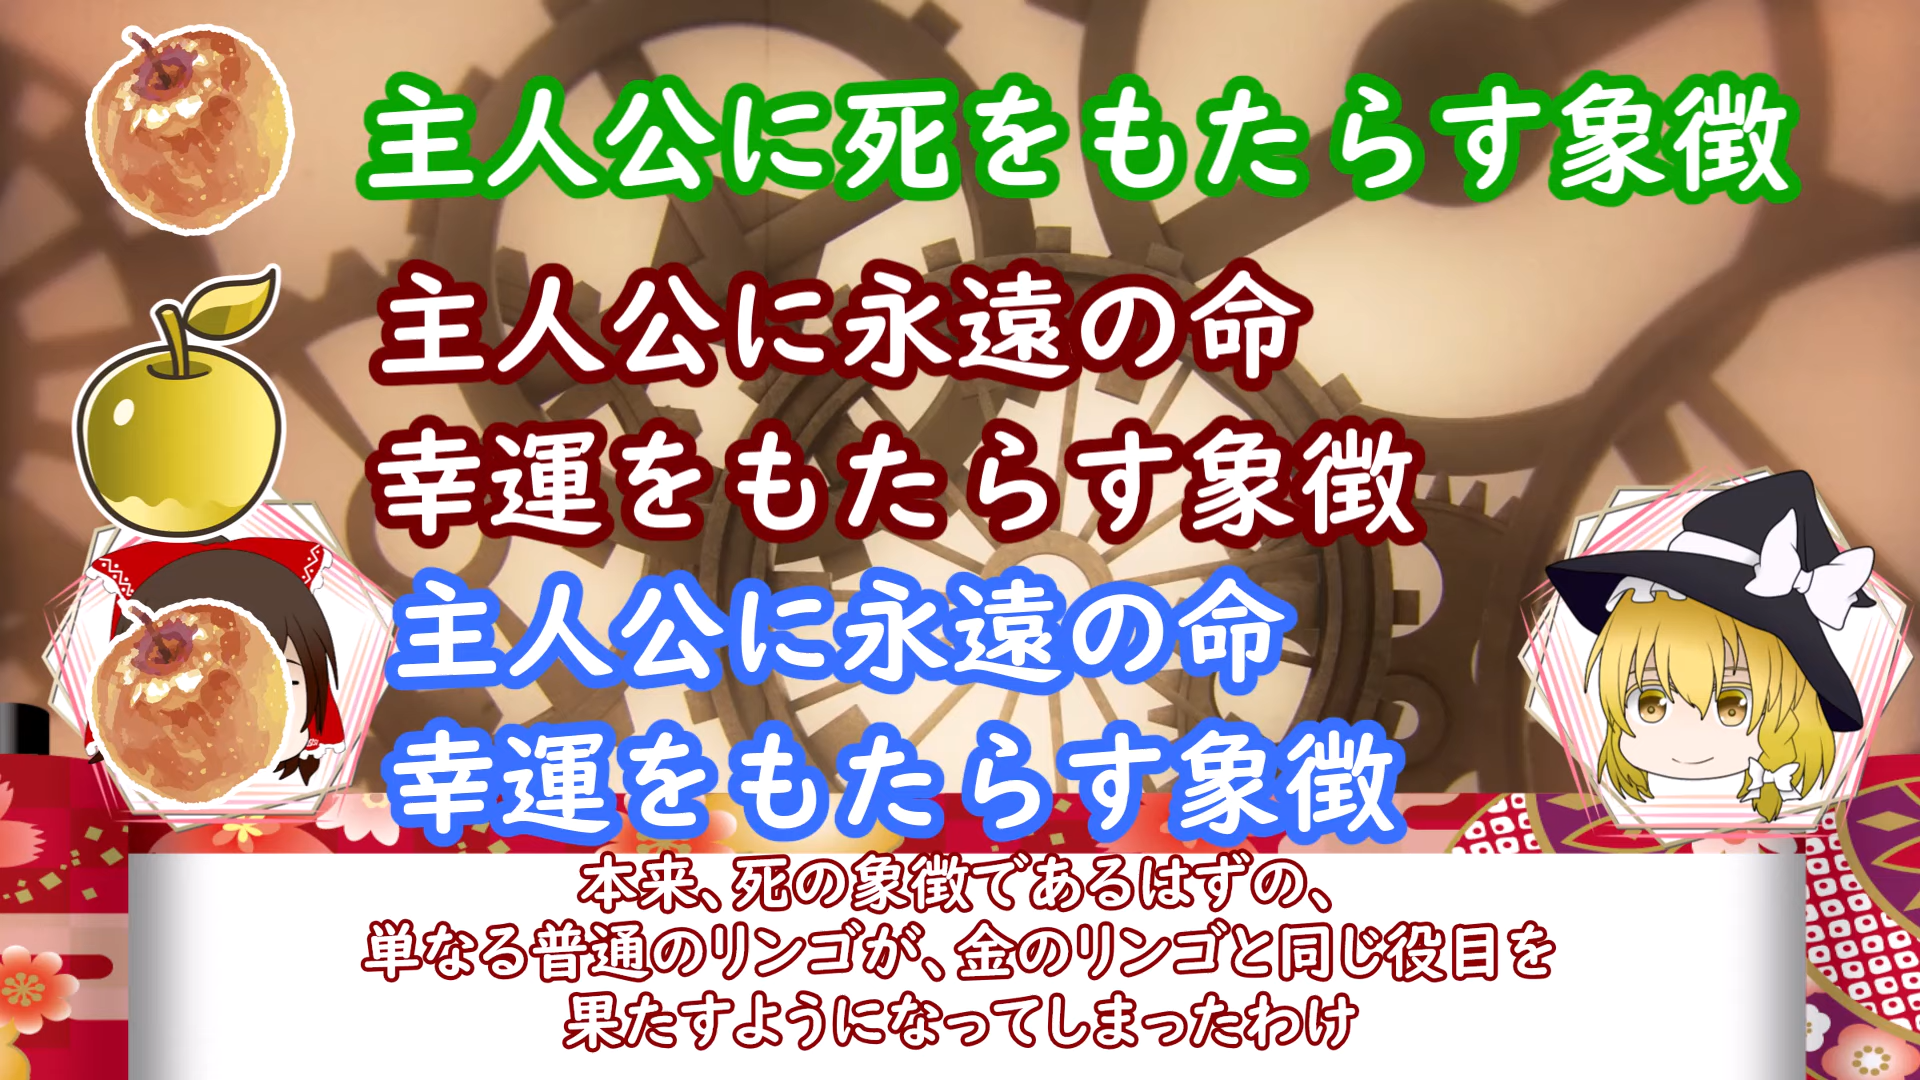 主人公に死をもたらす象徴
主人公に永遠の命
幸運をもたらす象徴
主人公に永遠の命
幸運をもたらす象徴
本来、死の象徴であるはずの、
単なる普通のリンゴが、金のリンゴと同じ役目を
果たすようになってしまったわけ